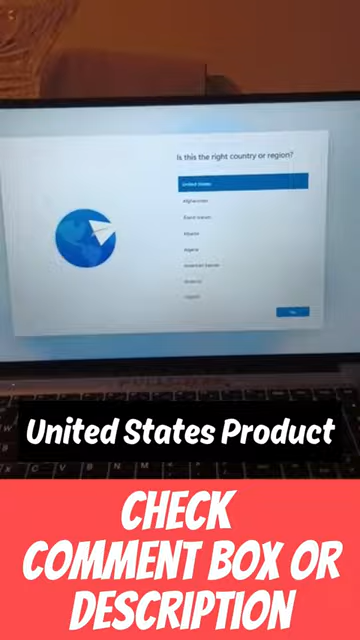 Is this the right country or region?
United States
Afghanistan
Åland Islands
Albania
Algeria
American Samoa
Andorra
Angola
Yes
United States Product
CHECK
COMMENT BOX OR
DESCRIPTION